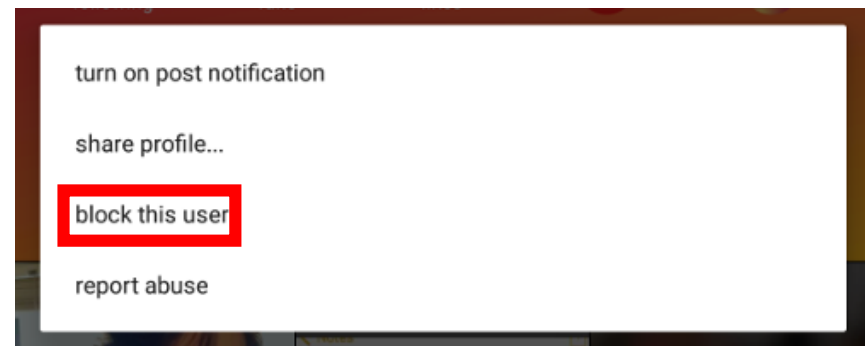 turn on post notification
share profile...
block this user
report abuse